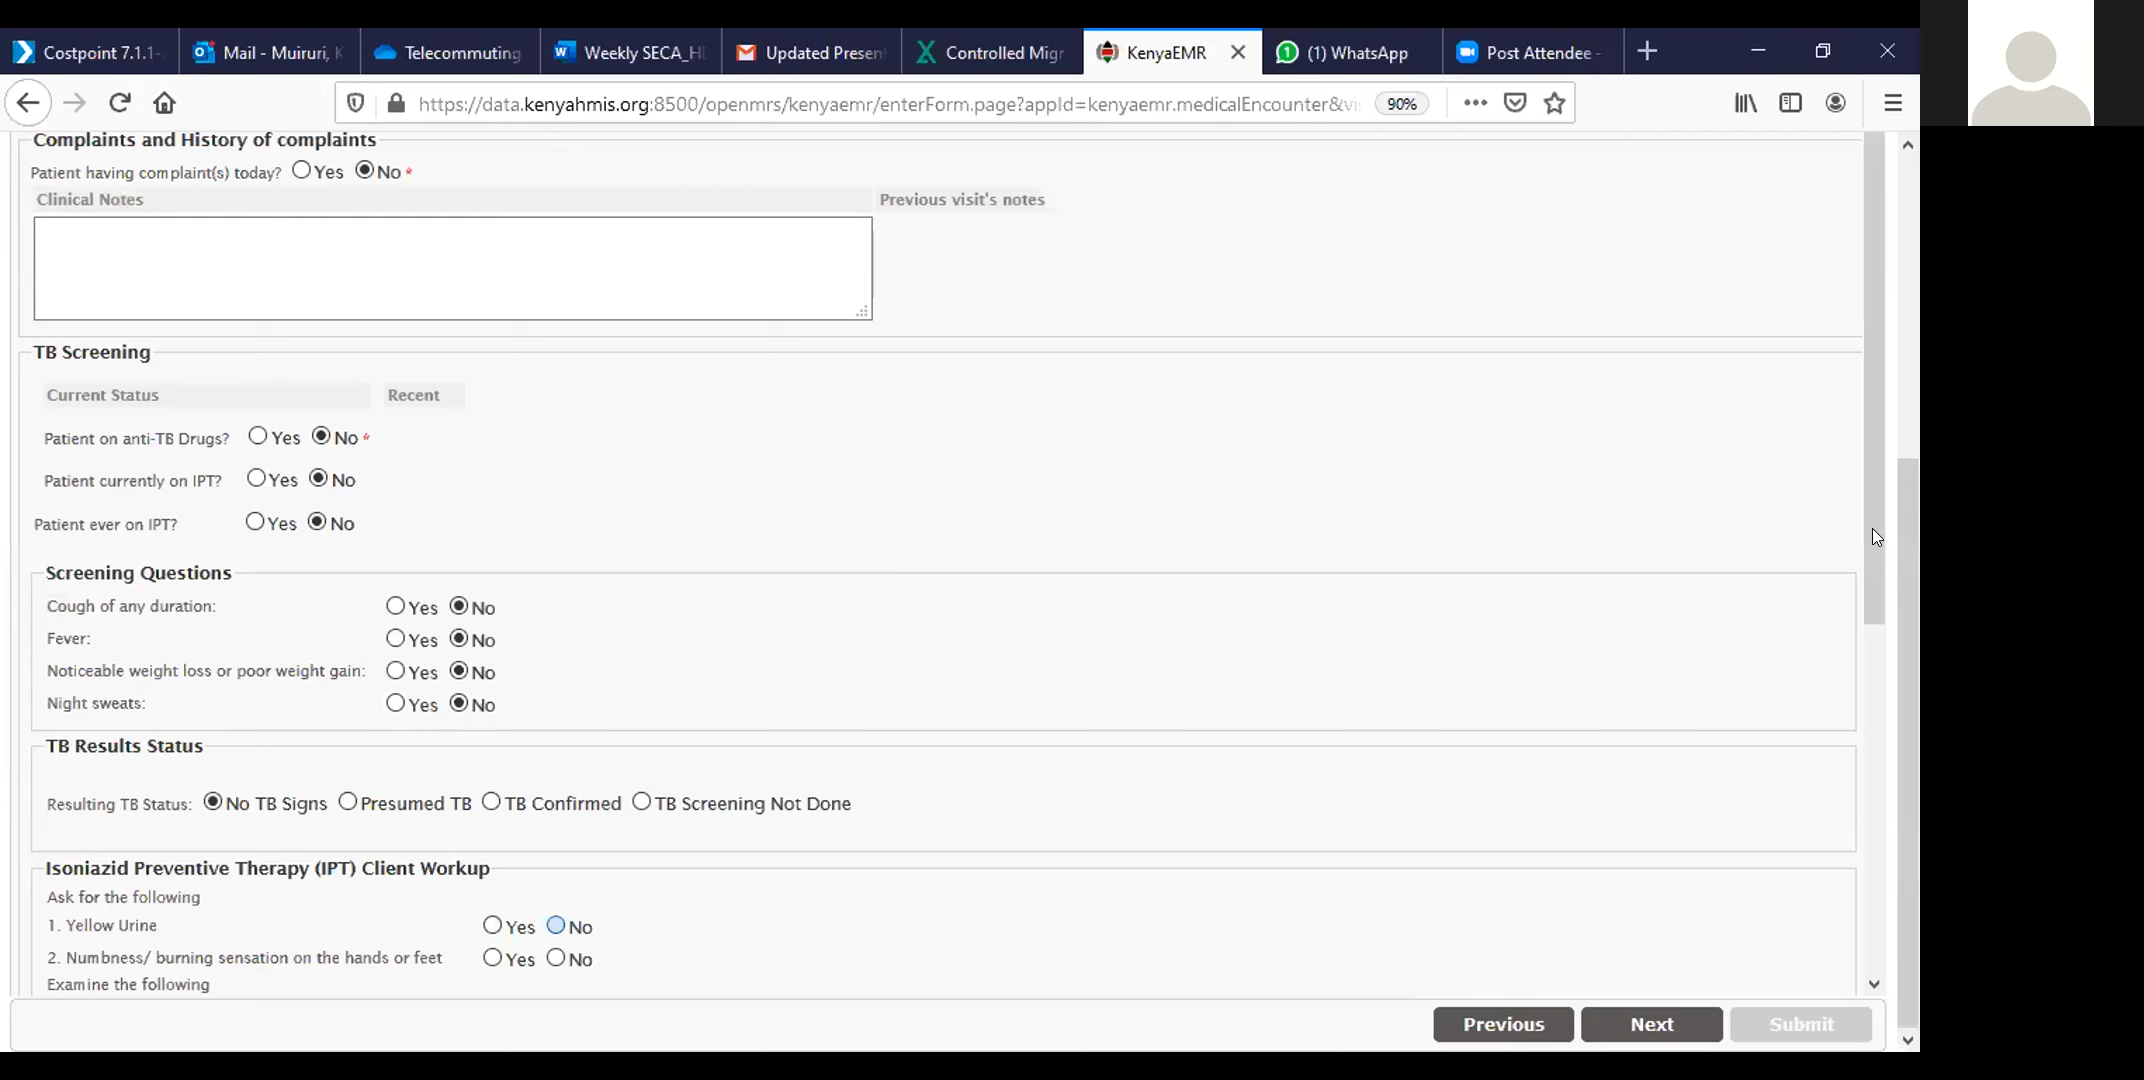 Costpoint 7.1.1-
Mail - Muiruri, K
Telecommuting
Weekly SECA_HI
Updated Presen
Controlled Migr
KenyaEMR
(1) WhatsApp
Post Attendee -
https://data.kenyahmis.org:8500/openmrs/kenyaemr/enterForm.page?appId=kenyaemr.medicalEncounter&vi
90%
Complaints and History of complaints
Patient having complaint(s) today? Yes No *
Clinical Notes
Previous visit's notes
TB Screening
Current Status Recent
Patient on anti-TB Drugs? Yes No *
Patient currently on IPT? Yes No
Patient ever on IPT? Yes No
Screening Questions
Cough of any duration: Yes No
Fever: Yes No
Noticeable weight loss or poor weight gain: Yes No
Night sweats: Yes No
TB Results Status
Resulting TB Status: No TB Signs Presumed TB TB Confirmed TB Screening Not Done
Isoniazid Preventive Therapy (IPT) Client Workup
Ask for the following
1. Yellow Urine Yes No
2. Numbness/ burning sensation on the hands or feet Yes No
Examine the following
Previous Next Submit